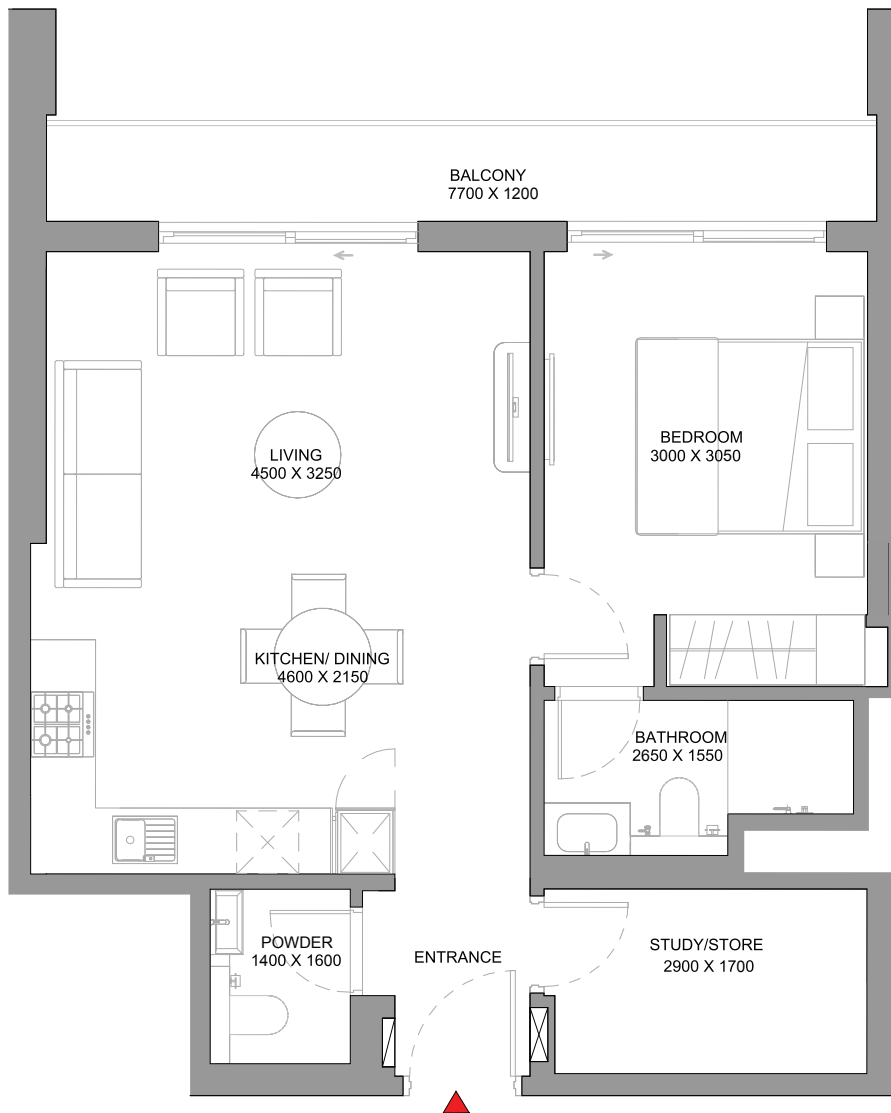 BALCONY
7700 X 1200
LIVING
4500 X 3250
BEDROOM
3000 X 3050
KITCHEN/ DINING
4600 X 2150
BATHROOM
2650 X 1550
POWDER
1400 X 1600
ENTRANCE
STUDY/STORE
2900 X 1700